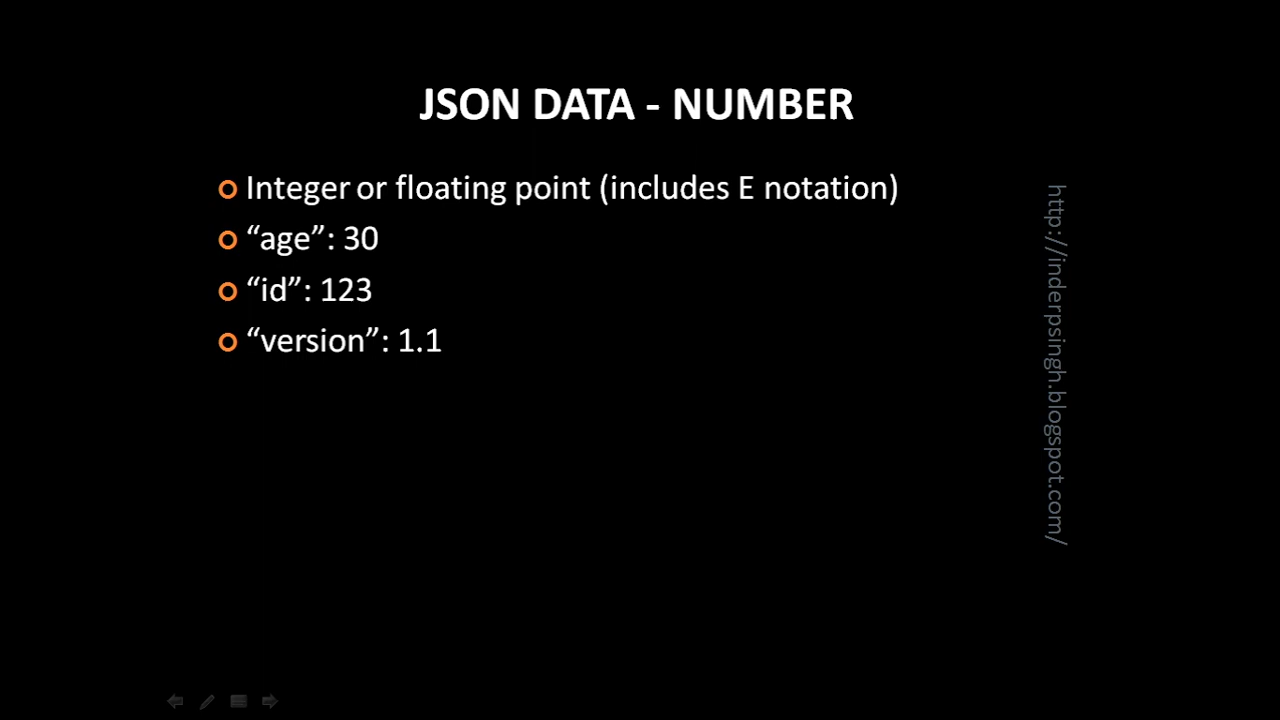 JSON DATA - NUMBER
Integer or floating point (includes E notation)
“age”: 30
“id”: 123
“version”: 1.1
http://inderpsingh.blogspot.com/